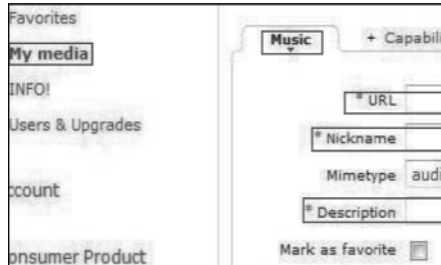 Favorites
My media
INFO!
Users & Upgrades
ccount
onsumer Product
Music
+ Capabili
* URL
* Nickname
Mimetype audi
* Description
Mark as favorite